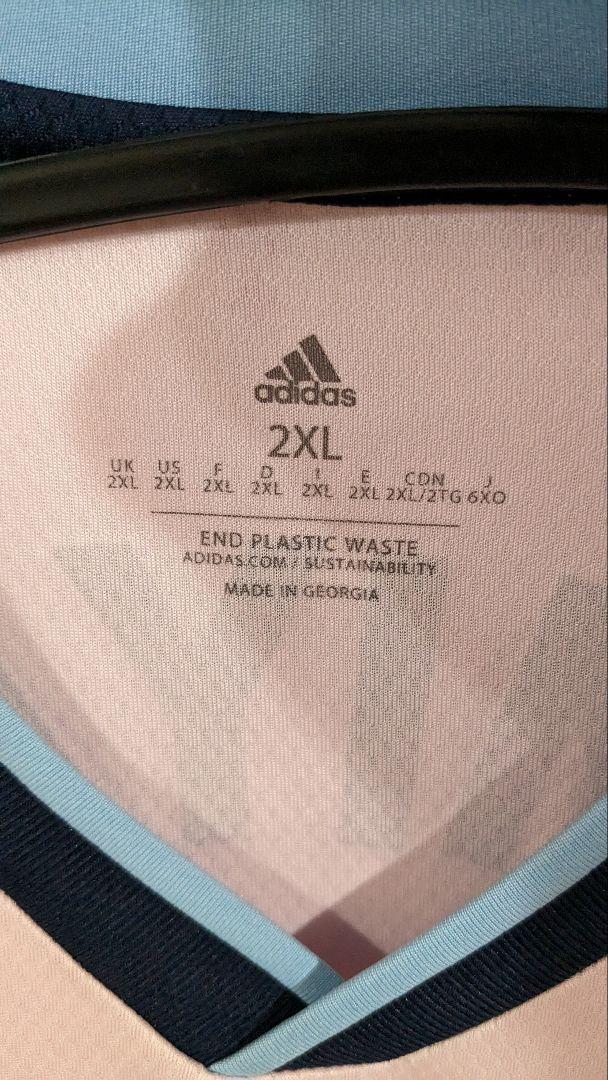 adidas
2XL
UK US F D I E CDN J
2XL 2XL 2XL 2XL 2XL 2XL 2XL/2TG 6XO
END PLASTIC WASTE
ADIDAS.COM / SUSTAINABILITY
MADE IN GEORGIA